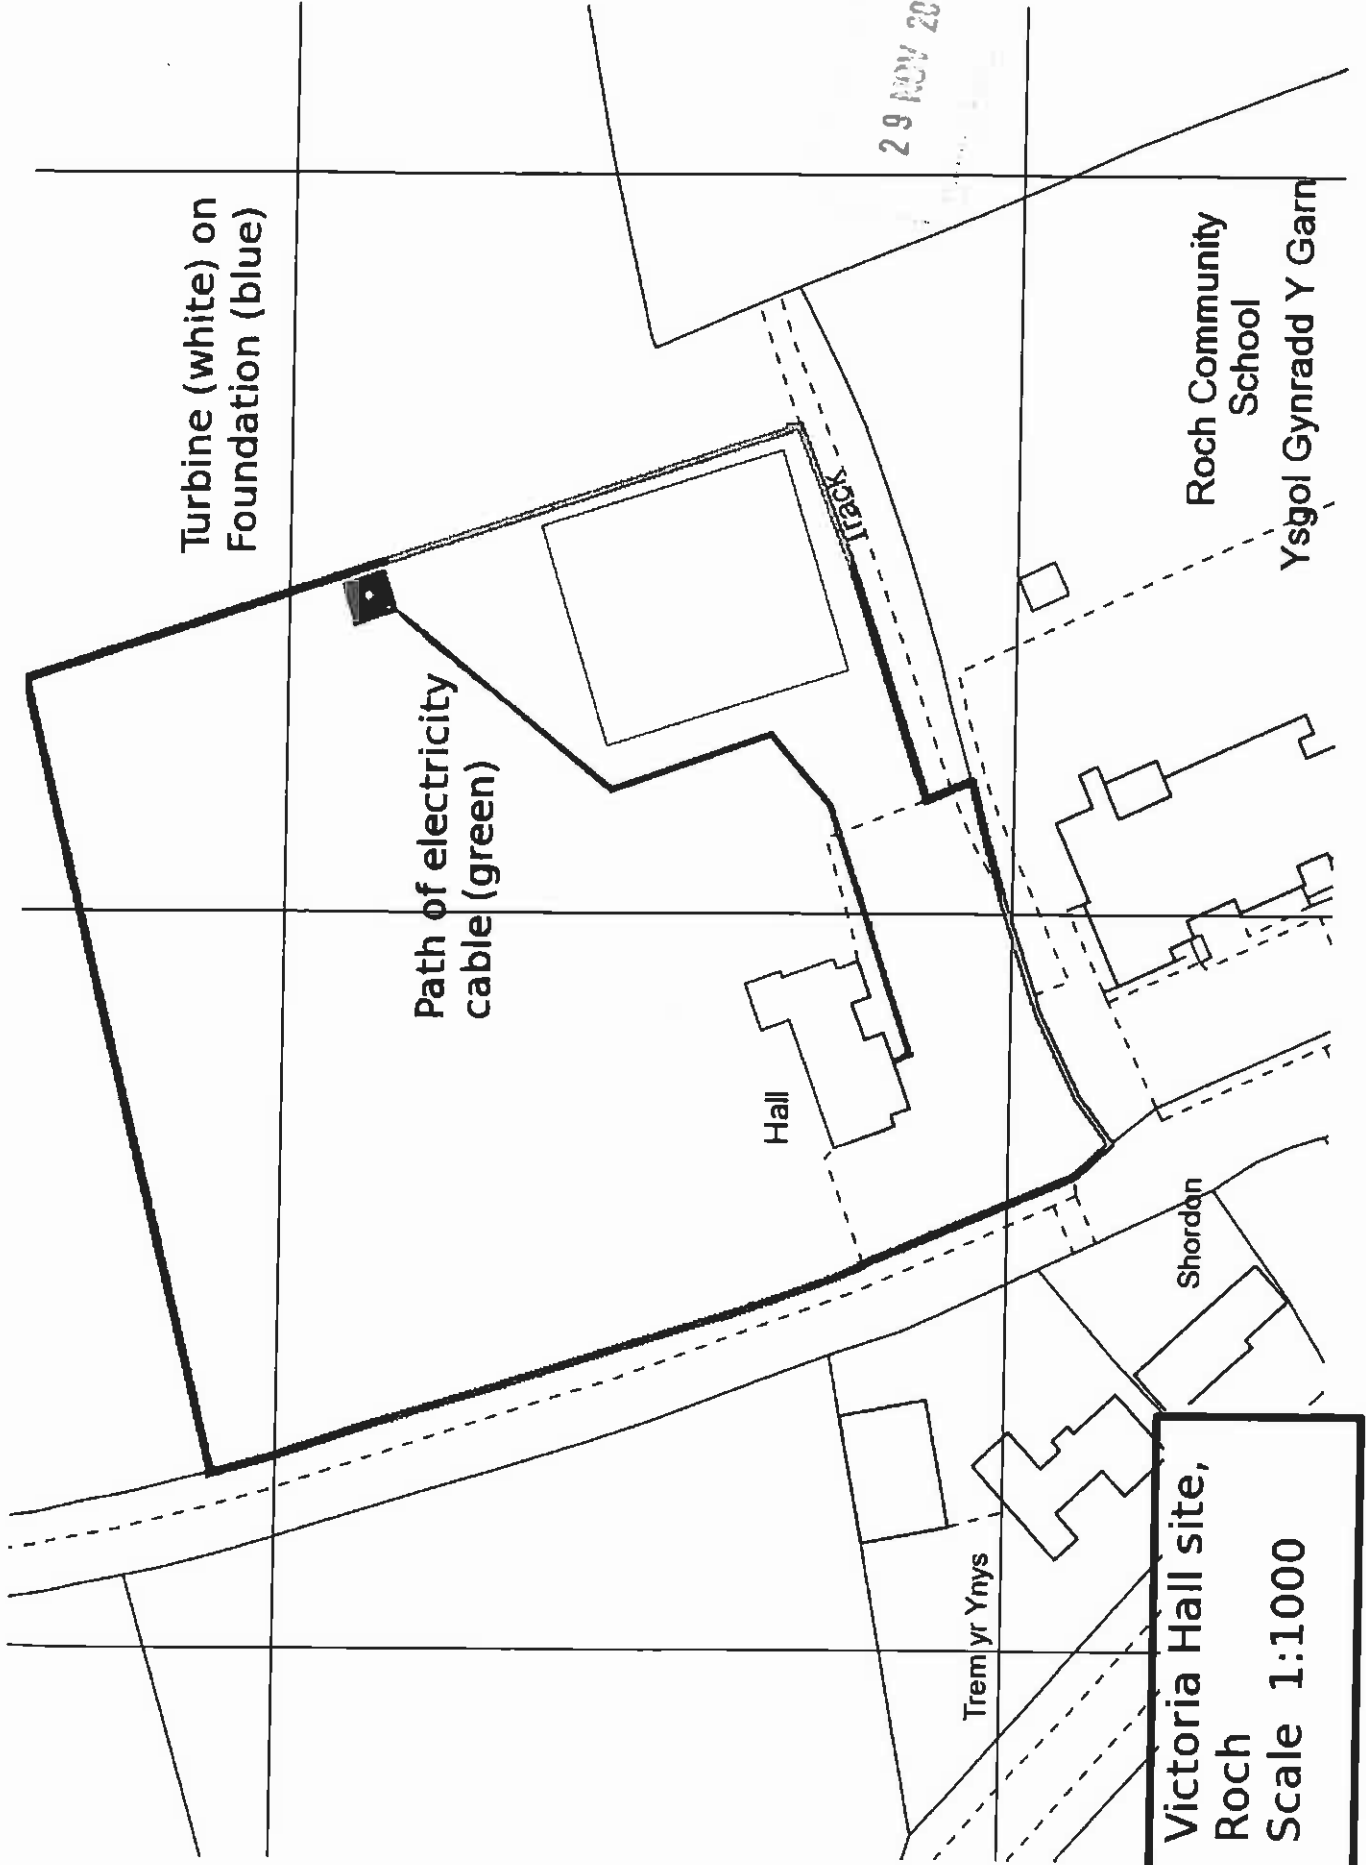 Turbine (white) on
Foundation (blue)
29 NOV 20
Path of electricity
cable (green)
Track
Roch Community
School
Ysgol Gynradd Y Garn
Hall
Shordon
Trem yr Ynys
Victoria Hall site,
Roch
Scale 1:1000